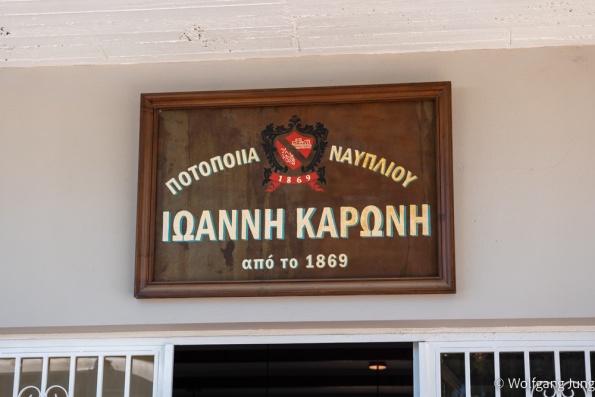 ΠΟΤΟΠΟΙΙΑ ΝΑΥΠΛΙΟΥ
1869
ΙΩΑΝΝΗ ΚΑΡΩΝΗ
από το 1869
© Wolfgang Jung